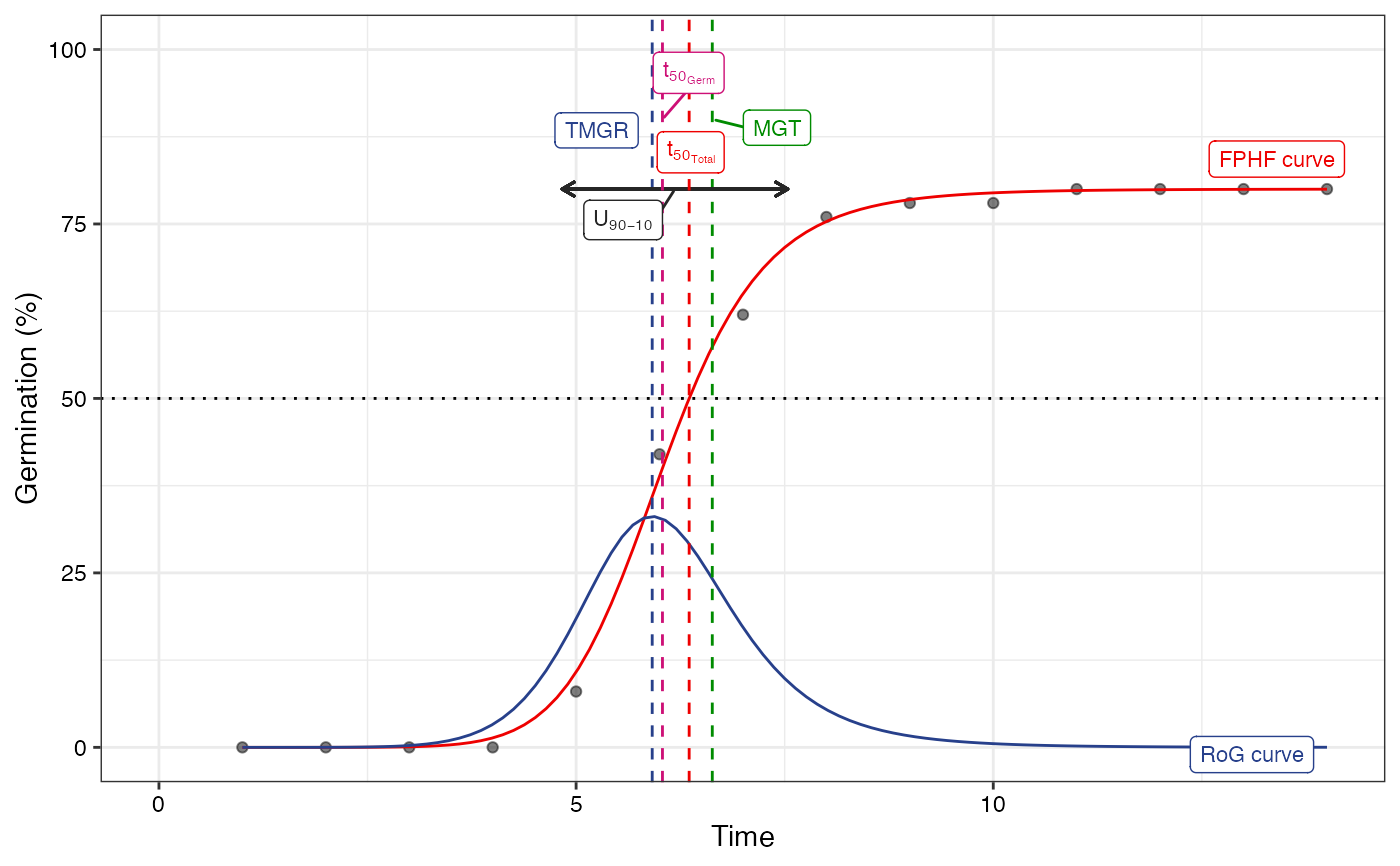 100
75
50
25
0
Germination (%)
t50Germ
TMGR
MGT
t50Total
FPHF curve
U90−10
RoG curve
0
5
10
Time